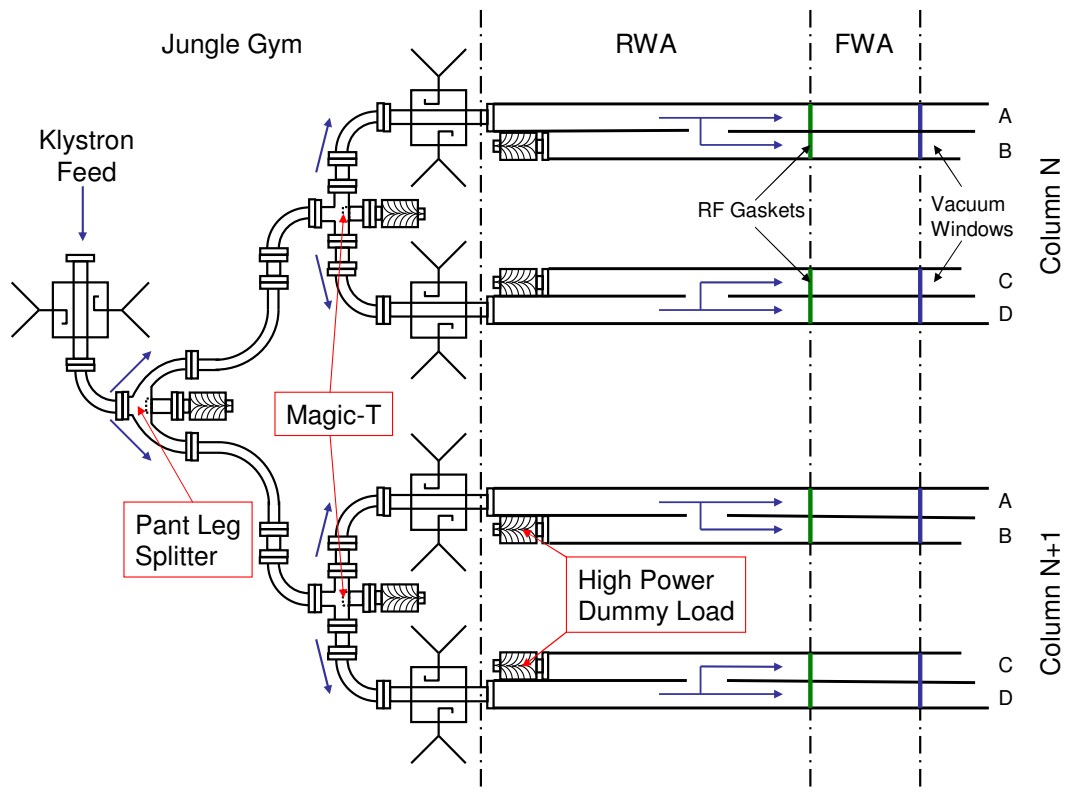 Jungle Gym
RWA
FWA
Klystron
Feed
A
B
RF Gaskets
Vacuum
Windows
Column N
C
D
Magic-T
Pant Leg
Splitter
A
B
High Power
Dummy Load
Column N+1
C
D